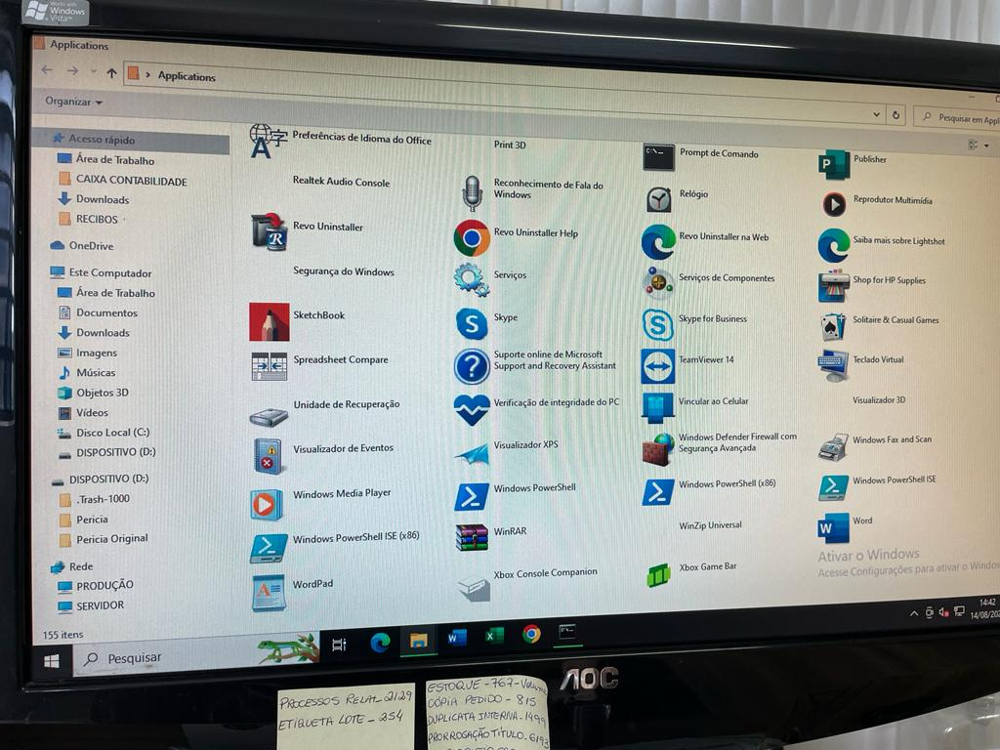 Works with
Windows
Vista™
Applications
Applications
Organizar
Pesquisar em Appl
Acesso rápido
Área de Trabalho
CAIXA CONTABILIDADE
Downloads
RECIBOS
OneDrive
Este Computador
Área de Trabalho
Documentos
Downloads
Imagens
Músicas
Objetos 3D
Vídeos
Disco Local (C:)
DISPOSITIVO (D:)
DISPOSITIVO (D:)
.Trash-1000
Pericia
Pericia Original
Rede
PRODUÇÃO
SERVIDOR
Preferências de Idioma do Office
Print 3D
Prompt de Comando
Publisher
Realtek Audio Console
Reconhecimento de Fala do
Windows
Relógio
Reprodutor Multimídia
Revo Uninstaller
Revo Uninstaller Help
Revo Uninstaller na Web
Saiba mais sobre Lightshot
Segurança do Windows
Serviços
Serviços de Componentes
Shop for HP Supplies
SketchBook
Skype
Skype for Business
Solitaire & Casual Games
Spreadsheet Compare
Suporte online de Microsoft
Support and Recovery Assistant
TeamViewer 14
Teclado Virtual
Unidade de Recuperação
Verificação de integridade do PC
Vincular ao Celular
Visualizador 3D
Visualizador de Eventos
Visualizador XPS
Windows Defender Firewall com
Segurança Avançada
Windows Fax and Scan
Windows Media Player
Windows PowerShell
Windows PowerShell (x86)
Windows PowerShell ISE
Windows PowerShell ISE (x86)
WinRAR
WinZip Universal
Word
WordPad
Xbox Console Companion
Xbox Game Bar
Ativar o Windows
Acesse Configurações para ativar o Window
155 itens
Pesquisar
14:42
14/08/202
AOC
PROCESSOS RELAT_2129
ETIQUETA LOTE _ 254
ESTOQUE - 767 - Volume
CÓPIA PEDIDO - 815
DUPLICATA INTERNA - 1499
PRORROGAÇÃO TÍTULO - 6193